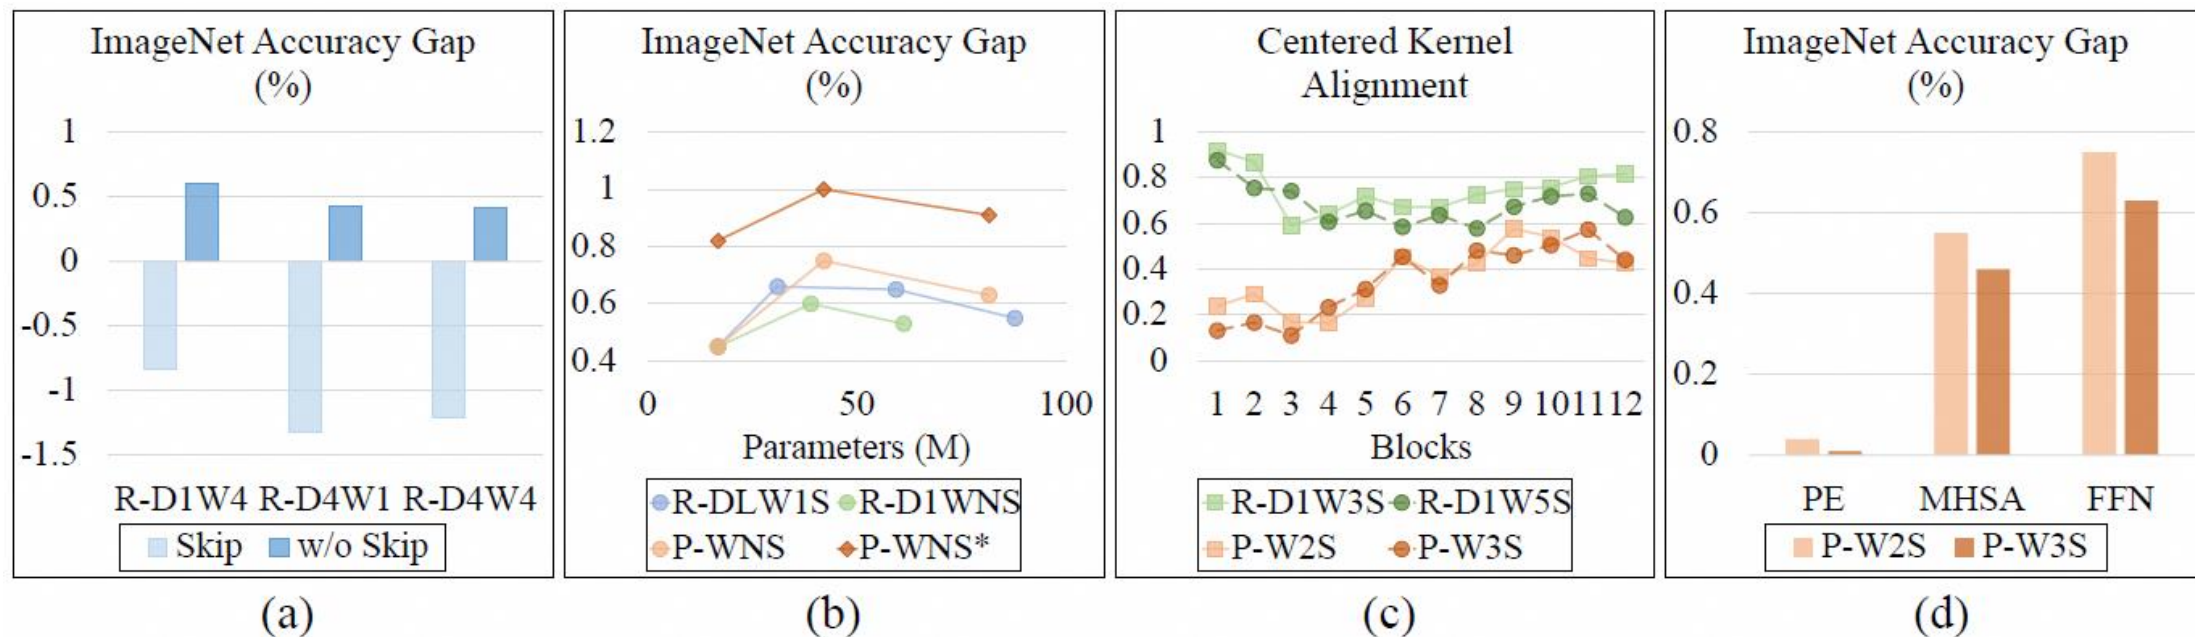 ImageNet Accuracy Gap
(%)
1
0.5
0
-0.5
-1
-1.5
R-D1W4 R-D4W1 R-D4W4
Skip w/o Skip
(a)
ImageNet Accuracy Gap
(%)
1.2
1
0.8
0.6
0.4
0 50 100
Parameters (M)
R-DLW1S R-D1WNS
P-WNS P-WNS*
(b)
Centered Kernel
Alignment
1
0.8
0.6
0.4
0.2
0
1 2 3 4 5 6 7 8 9 10 11 12
Blocks
R-D1W3S R-D1W5S
P-W2S P-W3S
(c)
ImageNet Accuracy Gap
(%)
0.8
0.6
0.4
0.2
0
PE MHSA FFN
P-W2S P-W3S
(d)